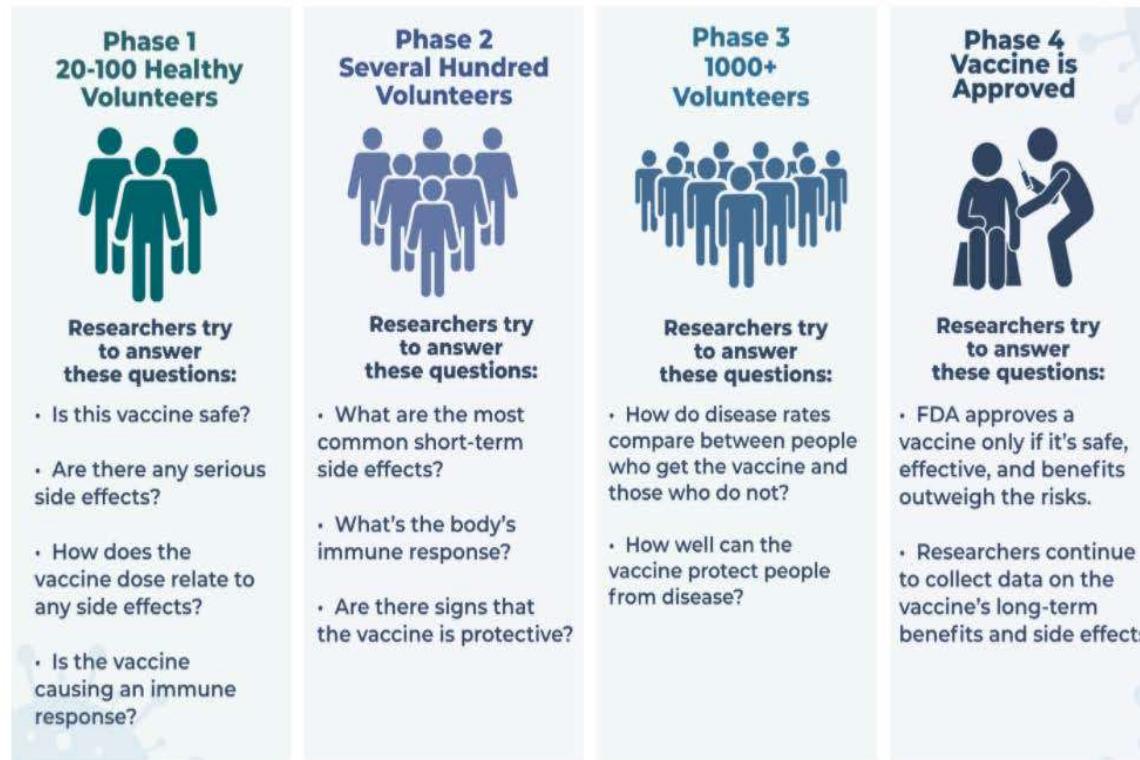 Phase 1
20-100 Healthy
Volunteers
Researchers try
to answer
these questions:
• Is this vaccine safe?
• Are there any serious
side effects?
• How does the
vaccine dose relate to
any side effects?
• Is the vaccine
causing an immune
response?
Phase 2
Several Hundred
Volunteers
Researchers try
to answer
these questions:
• What are the most
common short-term
side effects?
• What's the body's
immune response?
• Are there signs that
the vaccine is protective?
Phase 3
1000+
Volunteers
Researchers try
to answer
these questions:
• How do disease rates
compare between people
who get the vaccine and
those who do not?
• How well can the
vaccine protect people
from disease?
Phase 4
Vaccine is
Approved
Researchers try
to answer
these questions:
• FDA approves a
vaccine only if it's safe,
effective, and benefits
outweigh the risks.
• Researchers continue
to collect data on the
vaccine's long-term
benefits and side effects